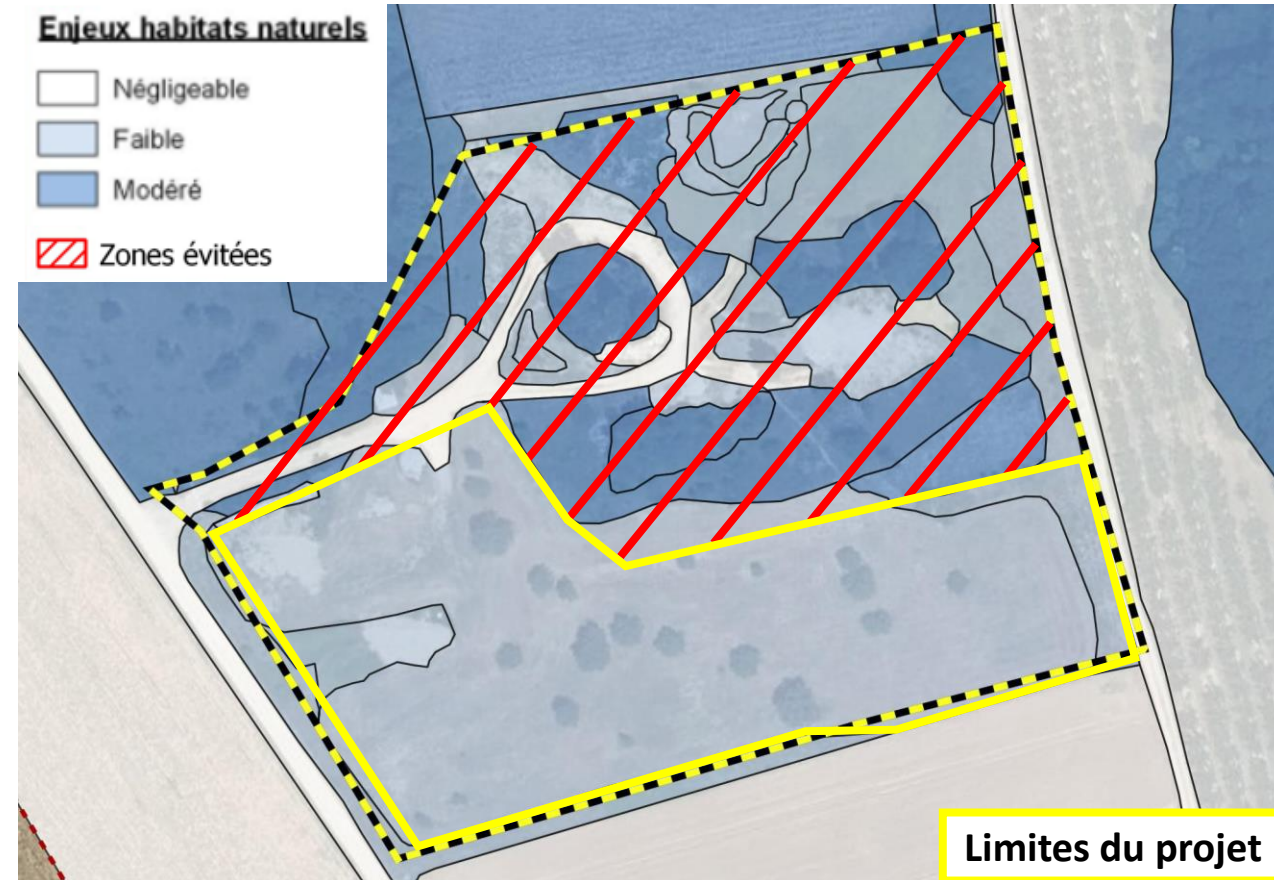 Enjeux habitats naturels
Négligeable
Faible
Modéré
Zones évitées
Limites du projet